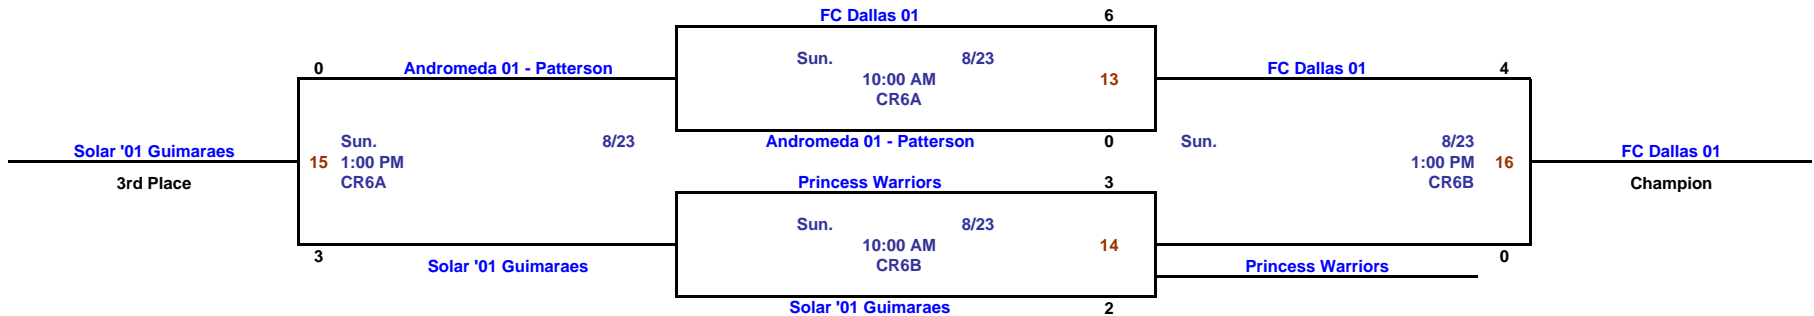 FC Dallas 01 6
Sun. 8/23
0 Andromeda 01 - Patterson 10:00 AM 13 FC Dallas 01 4
CR6A
Sun. 8/23 Andromeda 01 - Patterson 0 Sun. 8/23
Solar '01 Guimaraes 15 1:00 PM 1:00 PM 16 FC Dallas 01
3rd Place CR6A Princess Warriors 3 CR6B Champion
Sun. 8/23
10:00 AM 14
3 Solar '01 Guimaraes CR6B Princess Warriors 0
Solar '01 Guimaraes 2